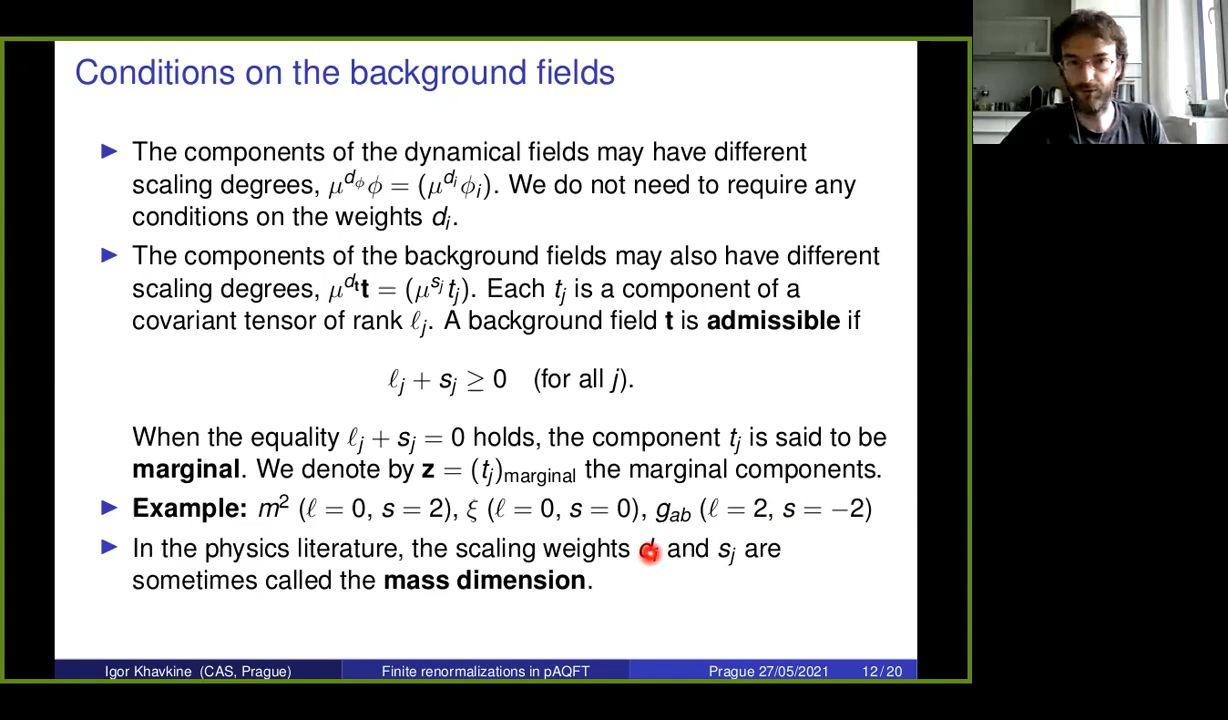 Conditions on the background fields
▶ The components of the dynamical fields may have different
scaling degrees, μ^{d_ϕ}ϕ = (μ^{d_i}ϕ_i). We do not need to require any
conditions on the weights d_i.
▶ The components of the background fields may also have different
scaling degrees, μ^{d_t}t = (μ^{s_j}t_j). Each t_j is a component of a
covariant tensor of rank ℓ_j. A background field t is admissible if
ℓ_j + s_j ≥ 0 (for all j).
When the equality ℓ_j + s_j = 0 holds, the component t_j is said to be
marginal. We denote by z = (t_j)_{marginal} the marginal components.
▶ Example: m² (ℓ = 0, s = 2), ξ (ℓ = 0, s = 0), g_{ab} (ℓ = 2, s = −2)
▶ In the physics literature, the scaling weights d_i and s_j are
sometimes called the mass dimension.
Igor Khavkine (CAS, Prague) Finite renormalizations in pAQFT Prague 27/05/2021 12/20